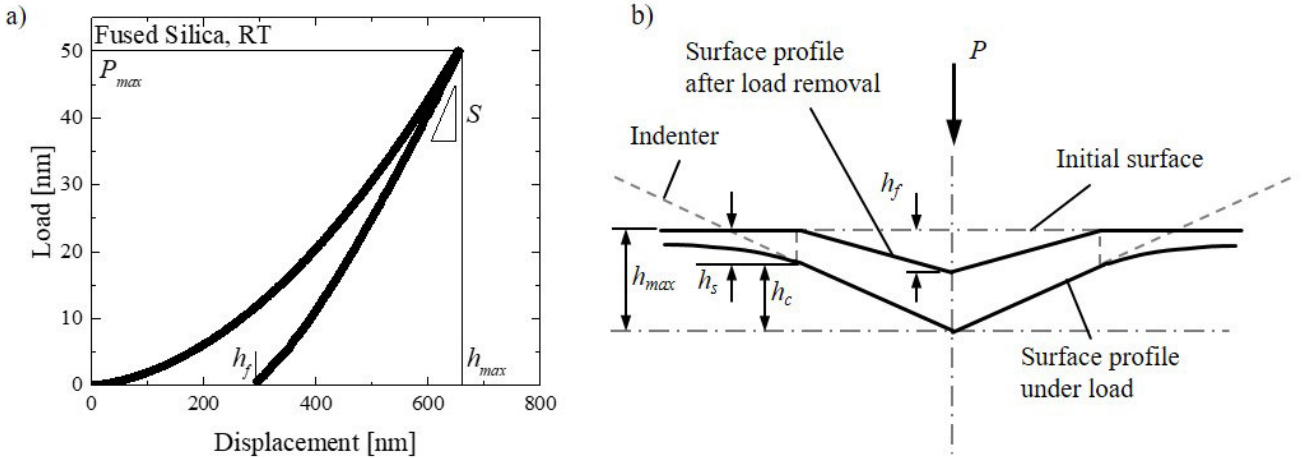 a)
Fused Silica, RT
50
P_max
40
30
20
10
0
S
h_f
h_max
0
200
400
600
800
Load [nm]
Displacement [nm]
b)
Surface profile
after load removal
P
Indenter
Initial surface
h_f
h_max
h_s
h_c
Surface profile
under load